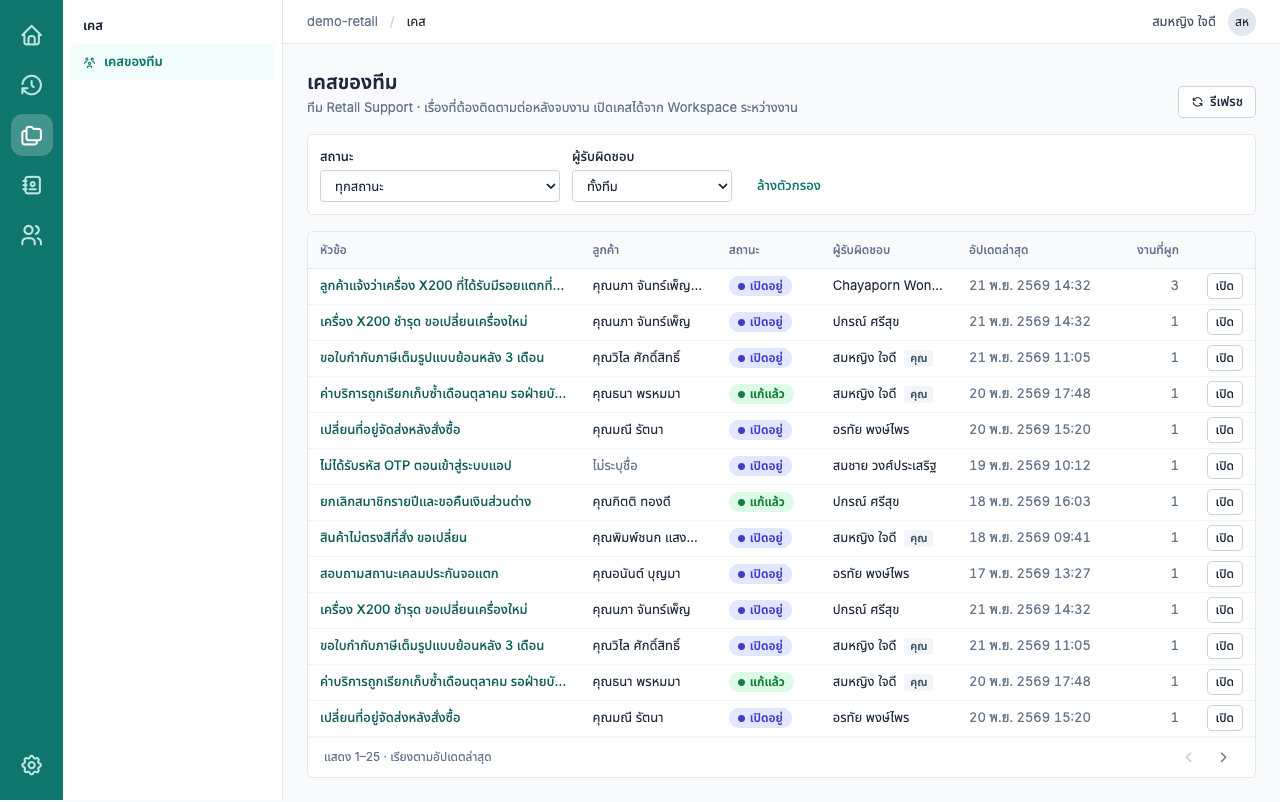 เคส
เคสของทีม
demo-retail / เคส
สมหญิง ใจดี สห
เคสของทีม
ทีม Retail Support · เรื่องที่ต้องติดตามต่อหลังจบงาน เปิดเคสได้จาก Workspace ระหว่างงาน
รีเฟรช
สถานะ ผู้รับผิดชอบ
ทุกสถานะ ทั้งทีม ล้างตัวกรอง
หัวข้อ ลูกค้า สถานะ ผู้รับผิดชอบ อัปเดตล่าสุด งานที่ผูก
ลูกค้าแจ้งว่าเครื่อง X200 ที่ได้รับมีรอยแตกที่... คุณนภา จันทร์เพ็ญ... เปิดอยู่ Chayaporn Won... 21 พ.ย. 2569 14:32 3 เปิด
เครื่อง X200 ชำรุด ขอเปลี่ยนเครื่องใหม่ คุณนภา จันทร์เพ็ญ เปิดอยู่ ปกรณ์ ศรีสุข 21 พ.ย. 2569 14:32 1 เปิด
ขอใบกำกับภาษีเต็มรูปแบบย้อนหลัง 3 เดือน คุณวิไล ศักดิ์สิทธิ์ เปิดอยู่ สมหญิง ใจดี คุณ 21 พ.ย. 2569 11:05 1 เปิด
ค่าบริการถูกเรียกเก็บซ้ำเดือนตุลาคม รอฝ่ายบั... คุณธนา พรหมมา แก้แล้ว สมหญิง ใจดี คุณ 20 พ.ย. 2569 17:48 1 เปิด
เปลี่ยนที่อยู่จัดส่งหลังสั่งซื้อ คุณมณี รัตนา เปิดอยู่ อรทัย พงษ์ไพร 20 พ.ย. 2569 15:20 1 เปิด
ไม่ได้รับรหัส OTP ตอนเข้าสู่ระบบแอป ไม่ระบุชื่อ เปิดอยู่ สมชาย วงศ์ประเสริฐ 19 พ.ย. 2569 10:12 1 เปิด
ยกเลิกสมาชิกรายปีและขอคืนเงินส่วนต่าง คุณกิตติ ทองดี แก้แล้ว ปกรณ์ ศรีสุข 18 พ.ย. 2569 16:03 1 เปิด
สินค้าไม่ตรงสีที่สั่ง ขอเปลี่ยน คุณพิมพ์ชนก แสง... เปิดอยู่ สมหญิง ใจดี คุณ 18 พ.ย. 2569 09:41 1 เปิด
สอบถามสถานะเคลมประกันจอแตก คุณอนันต์ บุญมา เปิดอยู่ อรทัย พงษ์ไพร 17 พ.ย. 2569 13:27 1 เปิด
เครื่อง X200 ชำรุด ขอเปลี่ยนเครื่องใหม่ คุณนภา จันทร์เพ็ญ เปิดอยู่ ปกรณ์ ศรีสุข 21 พ.ย. 2569 14:32 1 เปิด
ขอใบกำกับภาษีเต็มรูปแบบย้อนหลัง 3 เดือน คุณวิไล ศักดิ์สิทธิ์ เปิดอยู่ สมหญิง ใจดี คุณ 21 พ.ย. 2569 11:05 1 เปิด
ค่าบริการถูกเรียกเก็บซ้ำเดือนตุลาคม รอฝ่ายบั... คุณธนา พรหมมา แก้แล้ว สมหญิง ใจดี คุณ 20 พ.ย. 2569 17:48 1 เปิด
เปลี่ยนที่อยู่จัดส่งหลังสั่งซื้อ คุณมณี รัตนา เปิดอยู่ อรทัย พงษ์ไพร 20 พ.ย. 2569 15:20 1 เปิด
แสดง 1–25 · เรียงตามอัปเดตล่าสุด